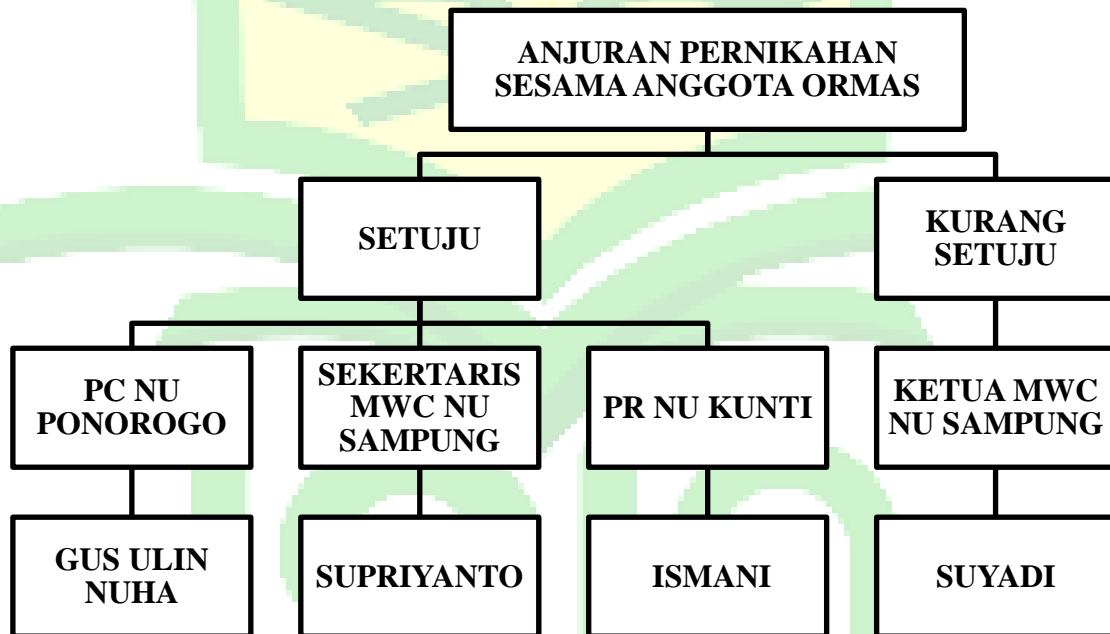 ANJURAN PERNIKAHAN
SESAMA ANGGOTA ORMAS
SETUJU
KURANG
SETUJU
PC NU
PONOROGO
SEKERTARIS
MWC NU
SAMPUNG
PR NU KUNTI
KETUA MWC
NU SAMPUNG
GUS ULIN
NUHA
SUPRIYANTO
ISMANI
SUYADI